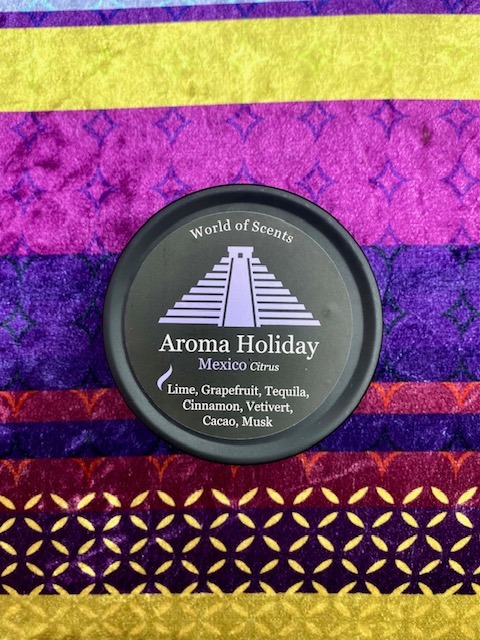 World of Scents
Aroma Holiday
Mexico Citrus
Lime, Grapefruit, Tequila,
Cinnamon, Vetivert,
Cacao, Musk